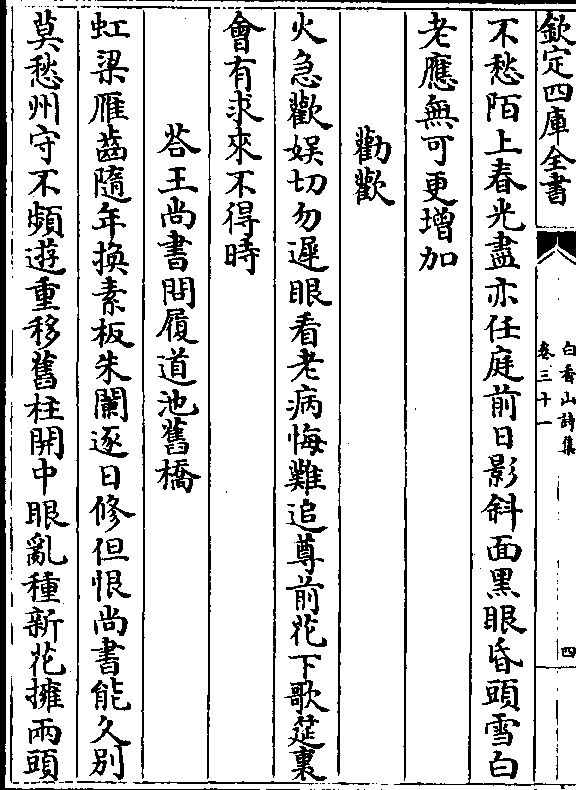 欽定四庫全書
白香山詩集
卷三十一
四
不愁陌上春光盡亦任庭前日影斜面黑眼昏頭雪白
老應無可更增加
勸歡
火急歡娱切勿遲眼看老病悔難追尊前花下歌筵裏
會有求來不得時
荅王尚書問履道池舊橋
虹梁雁齒隨年換素板朱闌逐日修但恨尚書能久别
莫愁州守不頻遊重移舊柱開中眼亂種新花擁兩頭